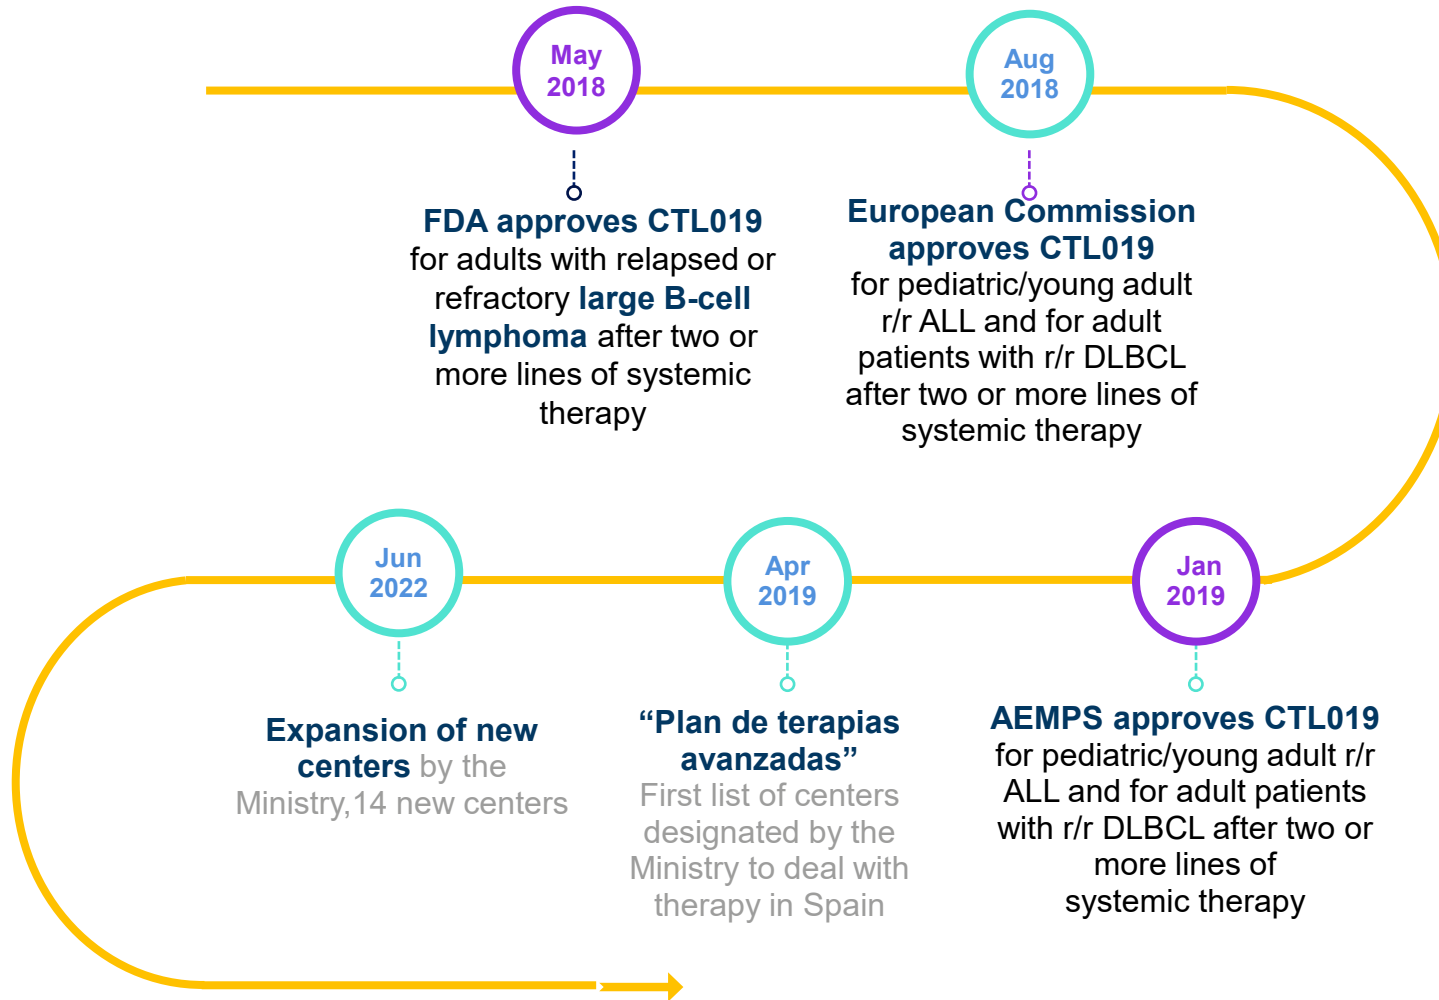 May
2018
FDA approves CTL019
for adults with relapsed or
refractory large B-cell
lymphoma after two or
more lines of systemic
therapy
Aug
2018
European Commission
approves CTL019
for pediatric/young adult
r/r ALL and for adult
patients with r/r DLBCL
after two or more lines of
systemic therapy
Jan
2019
AEMPS approves CTL019
for pediatric/young adult r/r
ALL and for adult patients
with r/r DLBCL after two or
more lines of
systemic therapy
Apr
2019
“Plan de terapias
avanzadas”
First list of centers
designated by the
Ministry to deal with
therapy in Spain
Jun
2022
Expansion of new
centers by the
Ministry,14 new centers